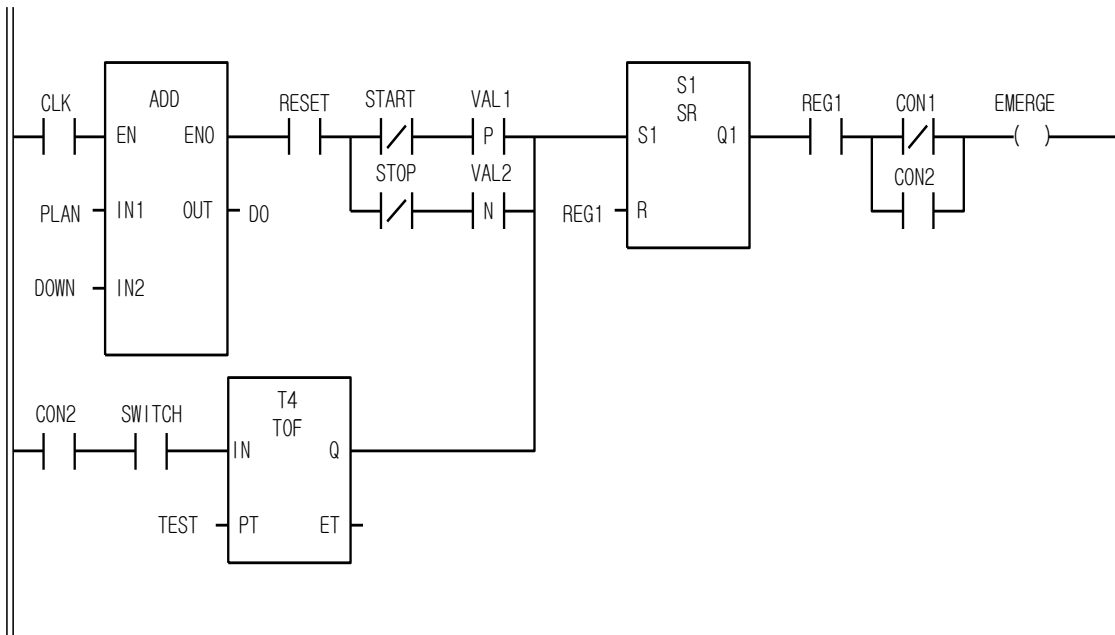 CLK
ADD
EN
ENO
PLAN
IN1
OUT
DO
DOWN
IN2
RESET
START
VAL1
P
STOP
VAL2
N
S1
SR
S1
Q1
REG1
R
REG1
CON1
EMERGE
( )
CON2
CON2
SWITCH
T4
TOF
IN
Q
TEST
PT
ET